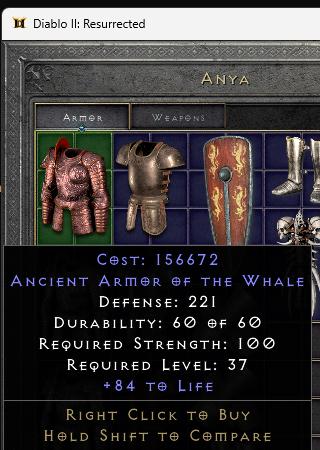 Diablo II: Resurrected
Anya
Armor Weapons
Cost: 156672
Ancient Armor of the Whale
Defense: 221
Durability: 60 of 60
Required Strength: 100
Required Level: 37
+84 to Life
Right Click to Buy
Hold Shift to Compare